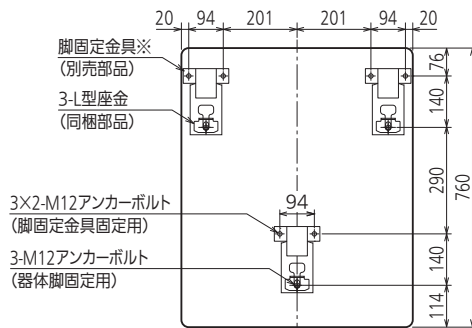 20 94 201 201 94 20
脚固定金具※
(別売部品)
3-L型座金
(同梱部品)
76
140
290
760
3×2-M12アンカーボルト
(脚固定金具固定用)
94
3-M12アンカーボルト
(器体脚固定用)
140
114